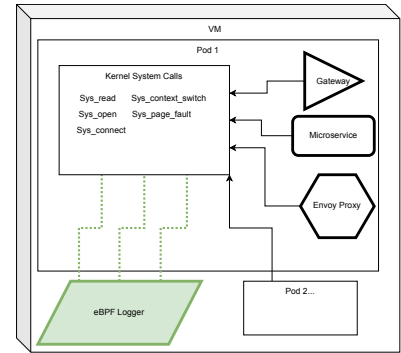 VM
Pod 1
Kernel System Calls
Sys_read Sys_context_switch
Sys_open Sys_page_fault
Sys_connect
Gateway
Microservice
Envoy Proxy
eBPF Logger
Pod 2...